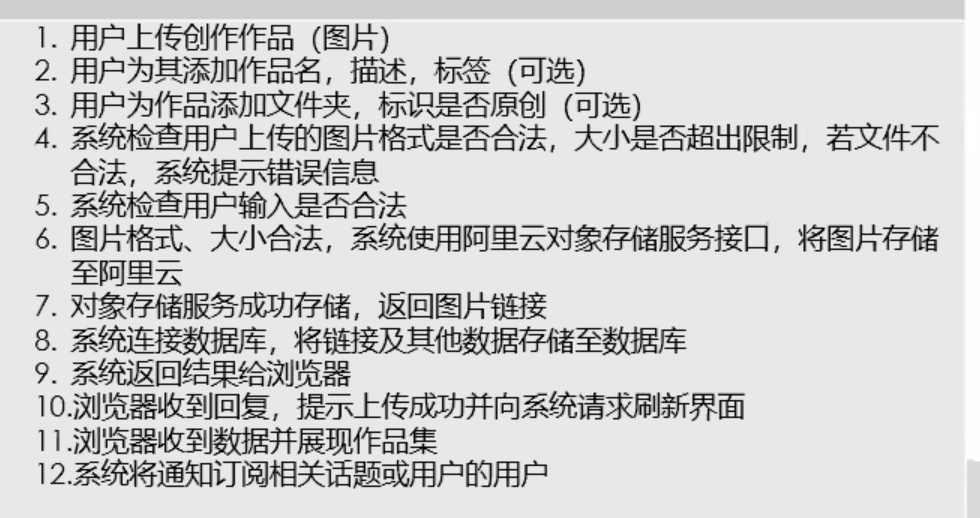 1. 用户上传创作作品（图片）
2. 用户为其添加作品名，描述，标签（可选）
3. 用户为作品添加文件夹，标识是否原创（可选）
4. 系统检查用户上传的图片格式是否合法，大小是否超出限制，若文件不
合法，系统提示错误信息
5. 系统检查用户输入是否合法
6. 图片格式、大小合法，系统使用阿里云对象存储服务接口，将图片存储
至阿里云
7. 对象存储服务成功存储，返回图片链接
8. 系统连接数据库，将链接及其他数据存储至数据库
9. 系统返回结果给浏览器
10.浏览器收到回复，提示上传成功并向系统请求刷新界面
11.浏览器收到数据并展现作品集
12.系统将通知订阅相关话题或用户的用户